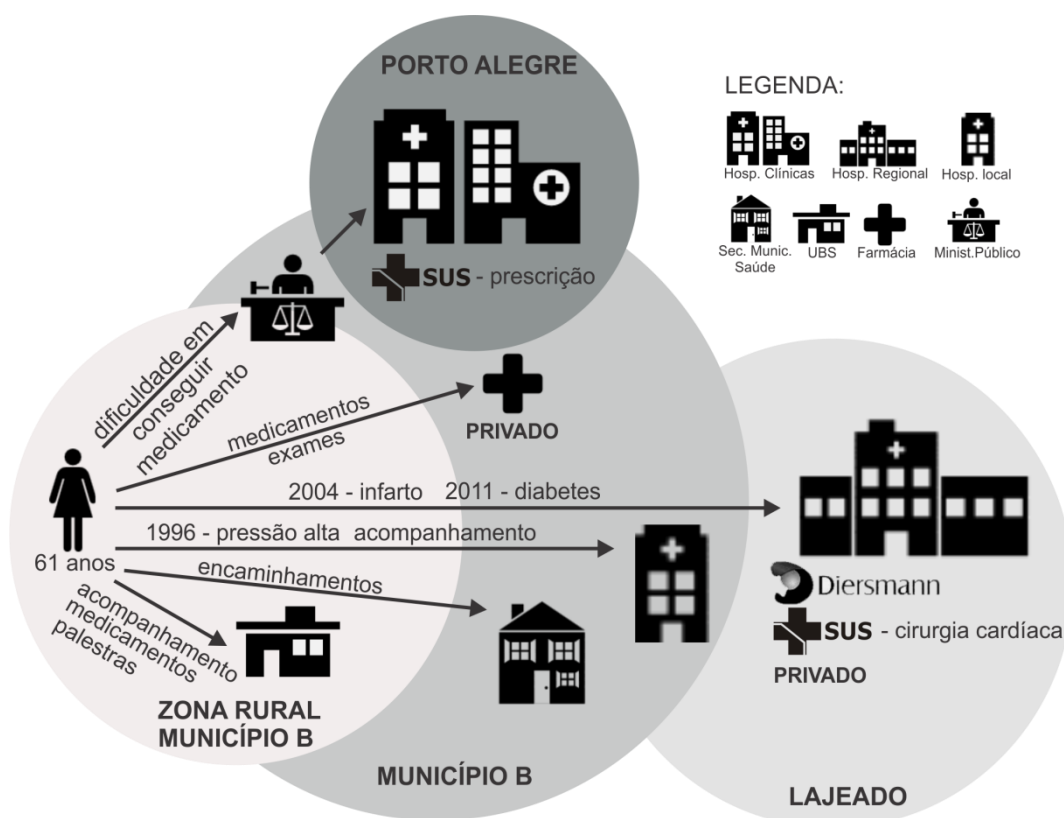 PORTO ALEGRE
SUS - prescrição
LEGENDA:
Hosp. Clínicas
Hosp. Regional
Hosp. local
Sec. Munic.
Saúde
UBS
Farmácia
Minist.Público
dificuldade em
conseguir
medicamento
medicamentos
exames
PRIVADO
2004 - infarto 2011 - diabetes
1996 - pressão alta acompanhamento
61 anos
encaminhamentos
acompanhamento
medicamentos
palestras
Diersmann
SUS - cirurgia cardíaca
PRIVADO
ZONA RURAL
MUNICÍPIO B
MUNICÍPIO B
LAJEADO